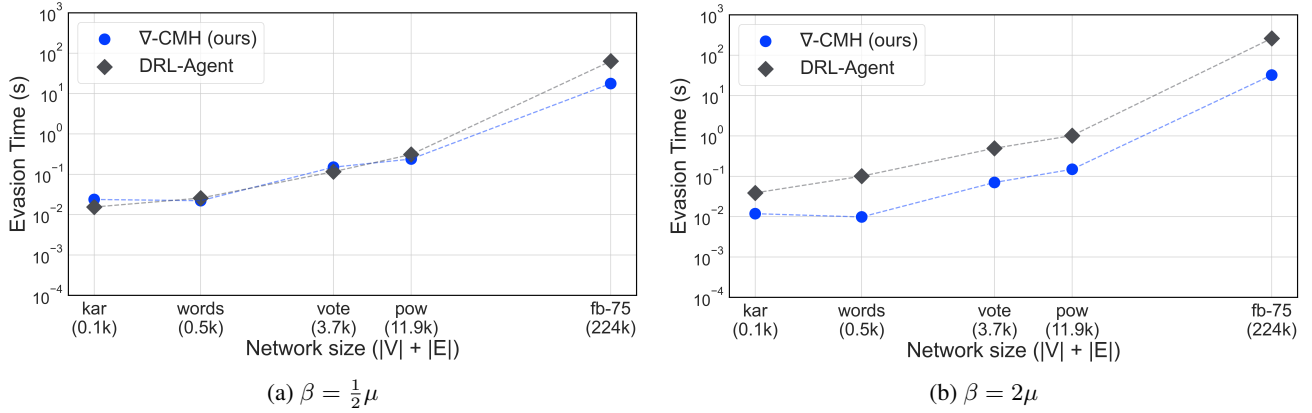 10³
10²
10¹
10⁰
10⁻¹
10⁻²
10⁻³
10⁻⁴
Evasion Time (s)
∇-CMH (ours)
DRL-Agent
kar words vote pow fb-75
(0.1k) (0.5k) (3.7k) (11.9k) (224k)
Network size (|V| + |E|)
(a) β = ½μ
10³
10²
10¹
10⁰
10⁻¹
10⁻²
10⁻³
10⁻⁴
Evasion Time (s)
∇-CMH (ours)
DRL-Agent
kar words vote pow fb-75
(0.1k) (0.5k) (3.7k) (11.9k) (224k)
Network size (|V| + |E|)
(b) β = 2μ